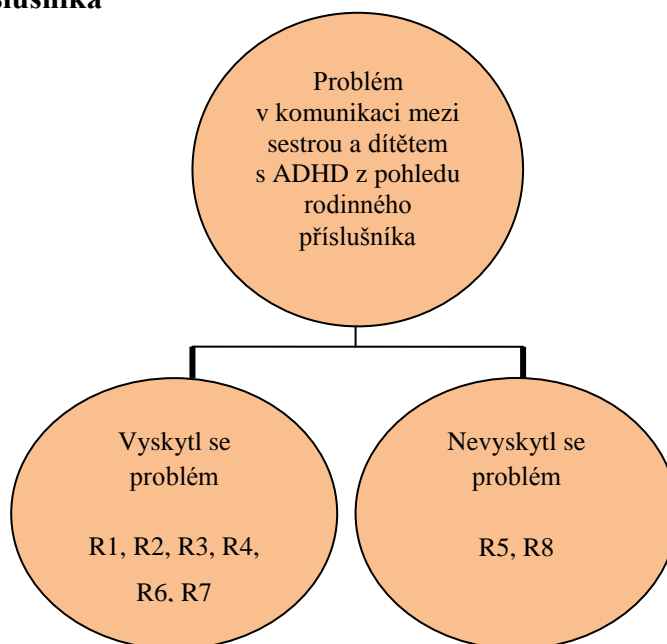 Problém
v komunikaci mezi
sestrou a dítětem
s ADHD z pohledu
rodinného
příslušníka
Vyskytl se
problém
R1, R2, R3, R4,
R6, R7
Nevyskytl se
problém
R5, R8